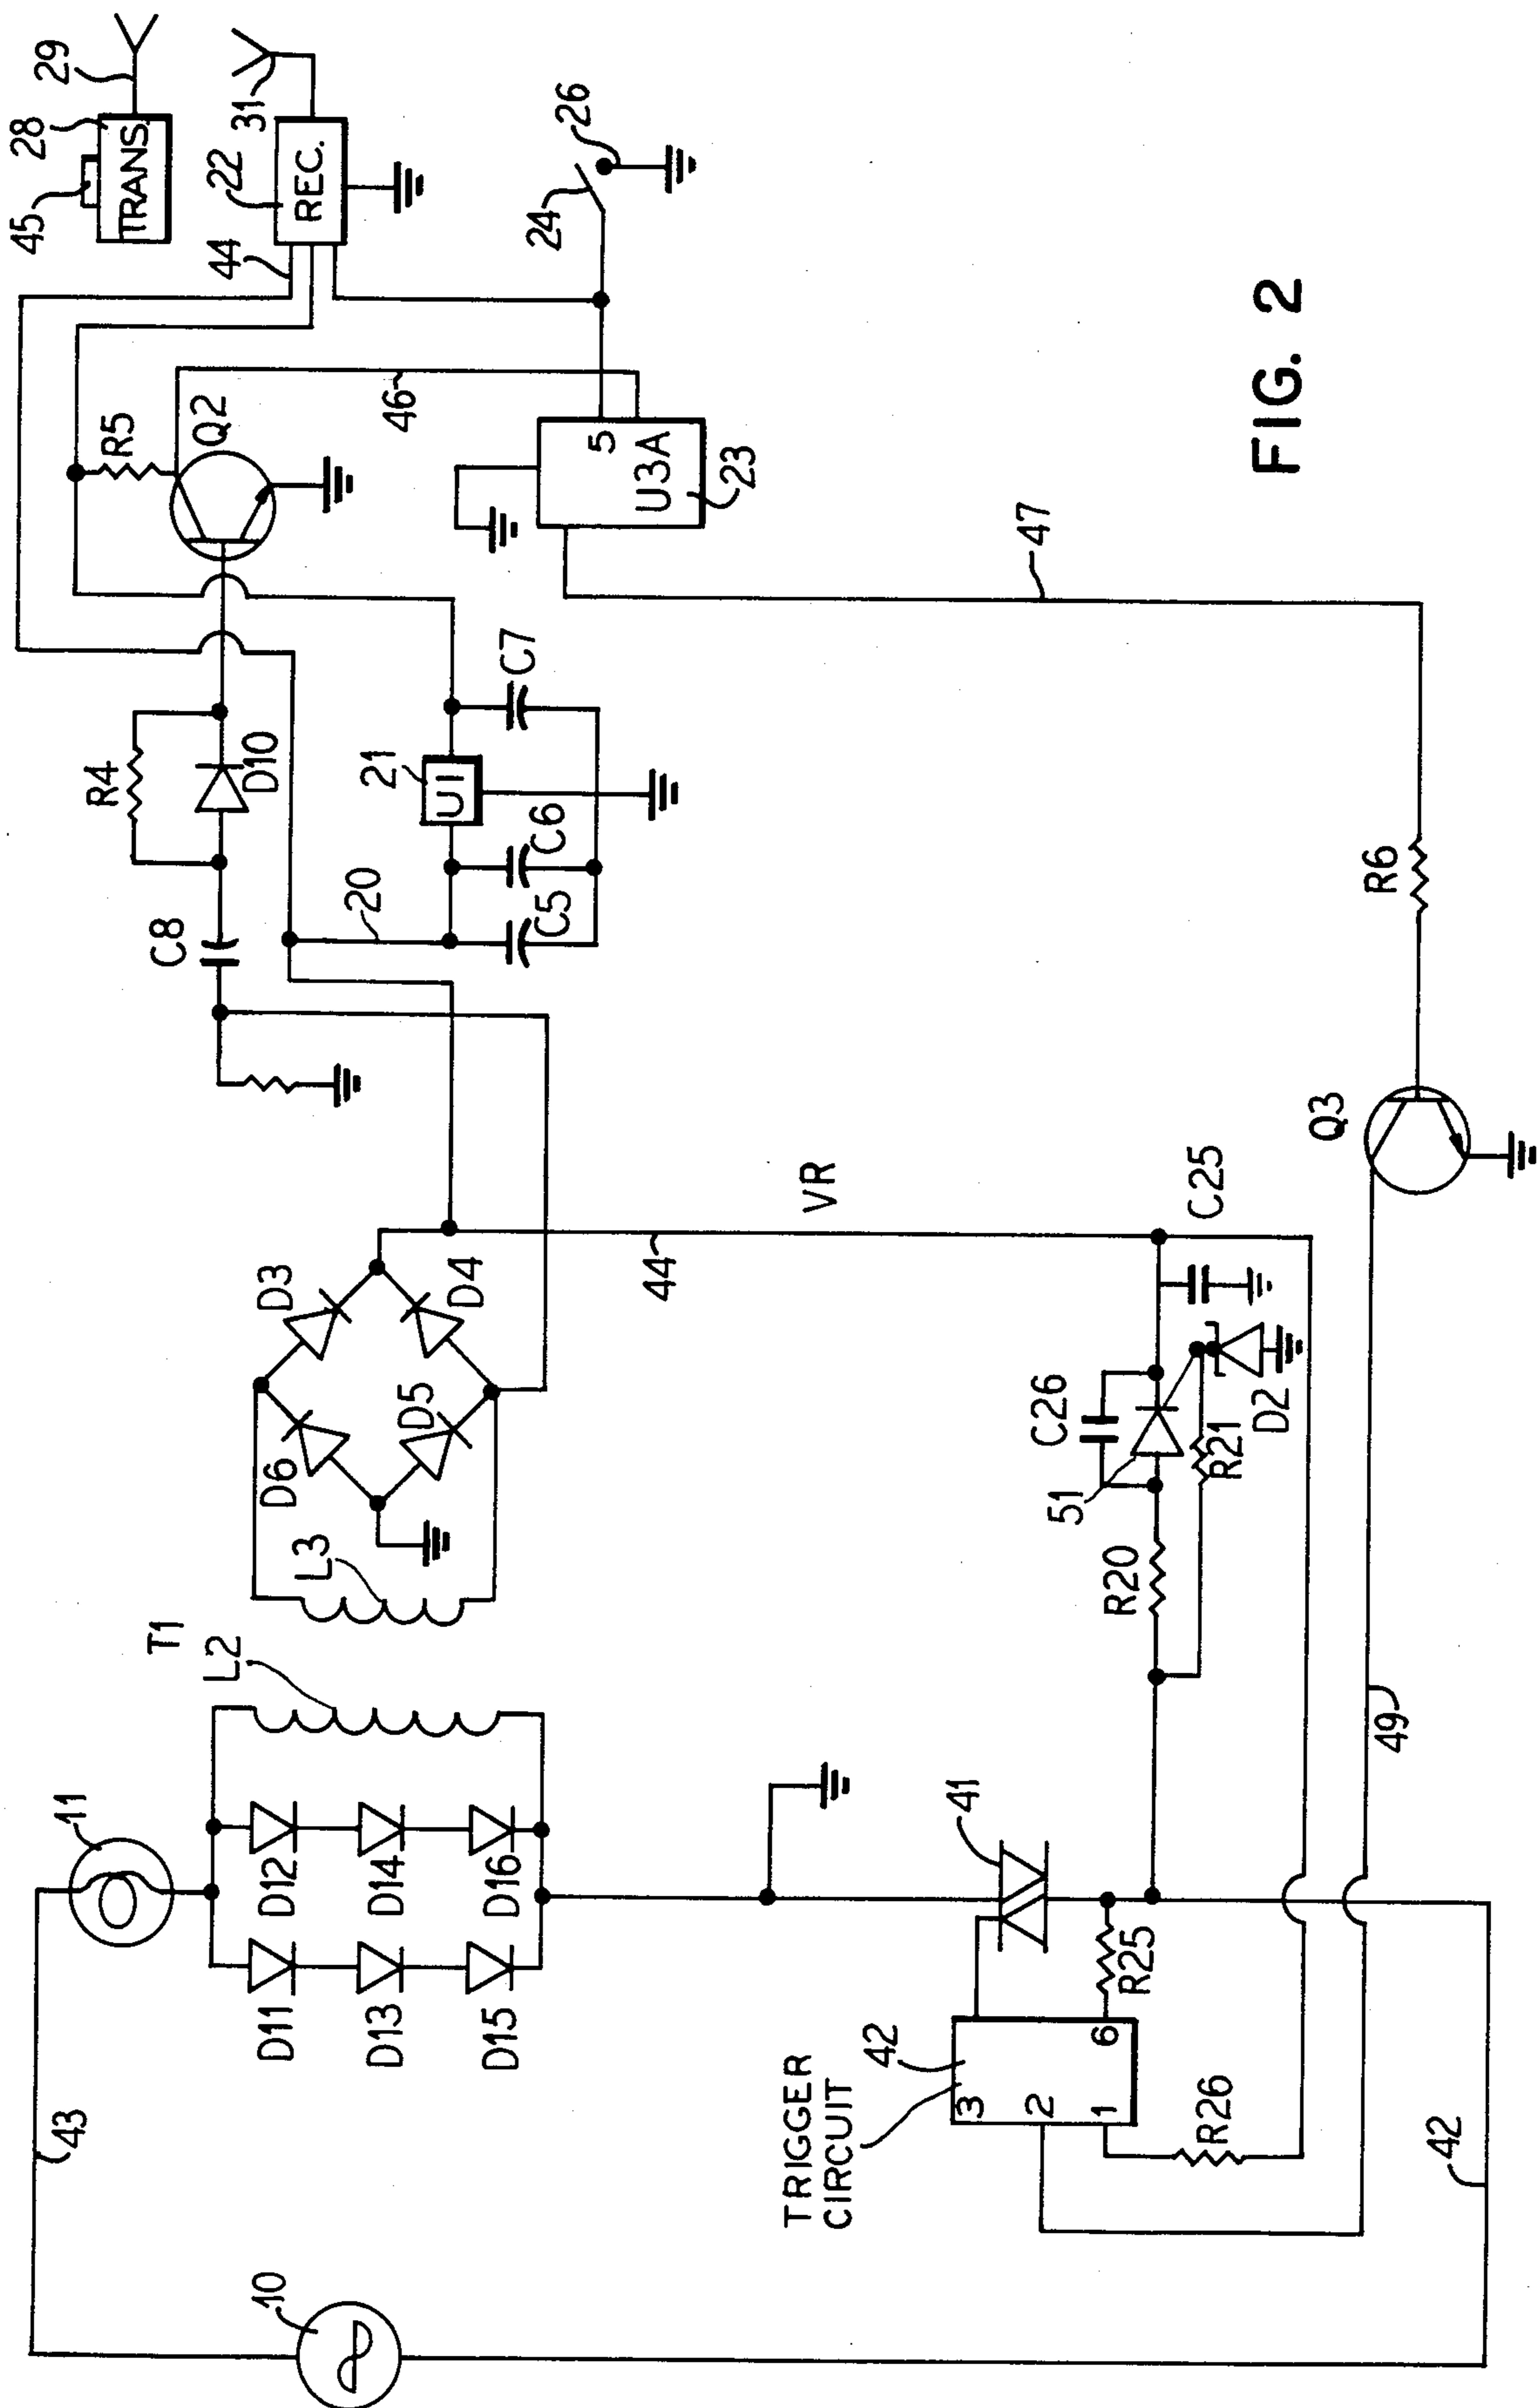 43
10
11
D11
D12
D13
D14
D15
D16
T1
L2
L3
D6
D3
D5
D4
C8
R4
D10
R5
Q2
44
45
28
29
TRANS
22
REC.
31
20
21
U1
C5
C6
C7
46
24
26
5
U3A
23
47
44
VR
TRIGGER
CIRCUIT
42
3
2
1
6
R25
R26
41
42
R20
51
C26
R21
D2
C25
49
Q3
R6
FIG. 2